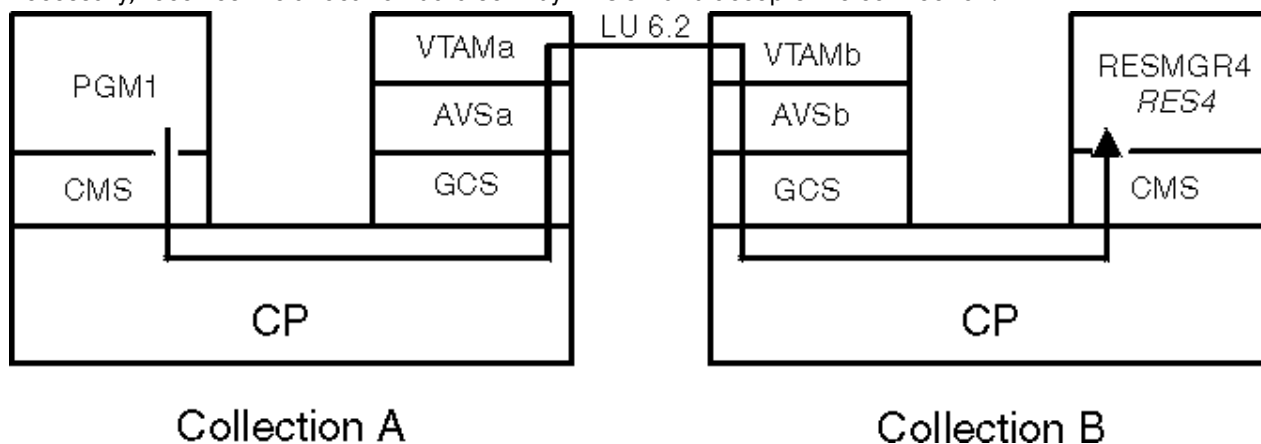 LU 6.2
PGM1
CMS
VTAMa
AVSa
GCS
CP
VTAMb
AVSb
GCS
RESMGR4
RES4
CMS
CP
Collection A
Collection B